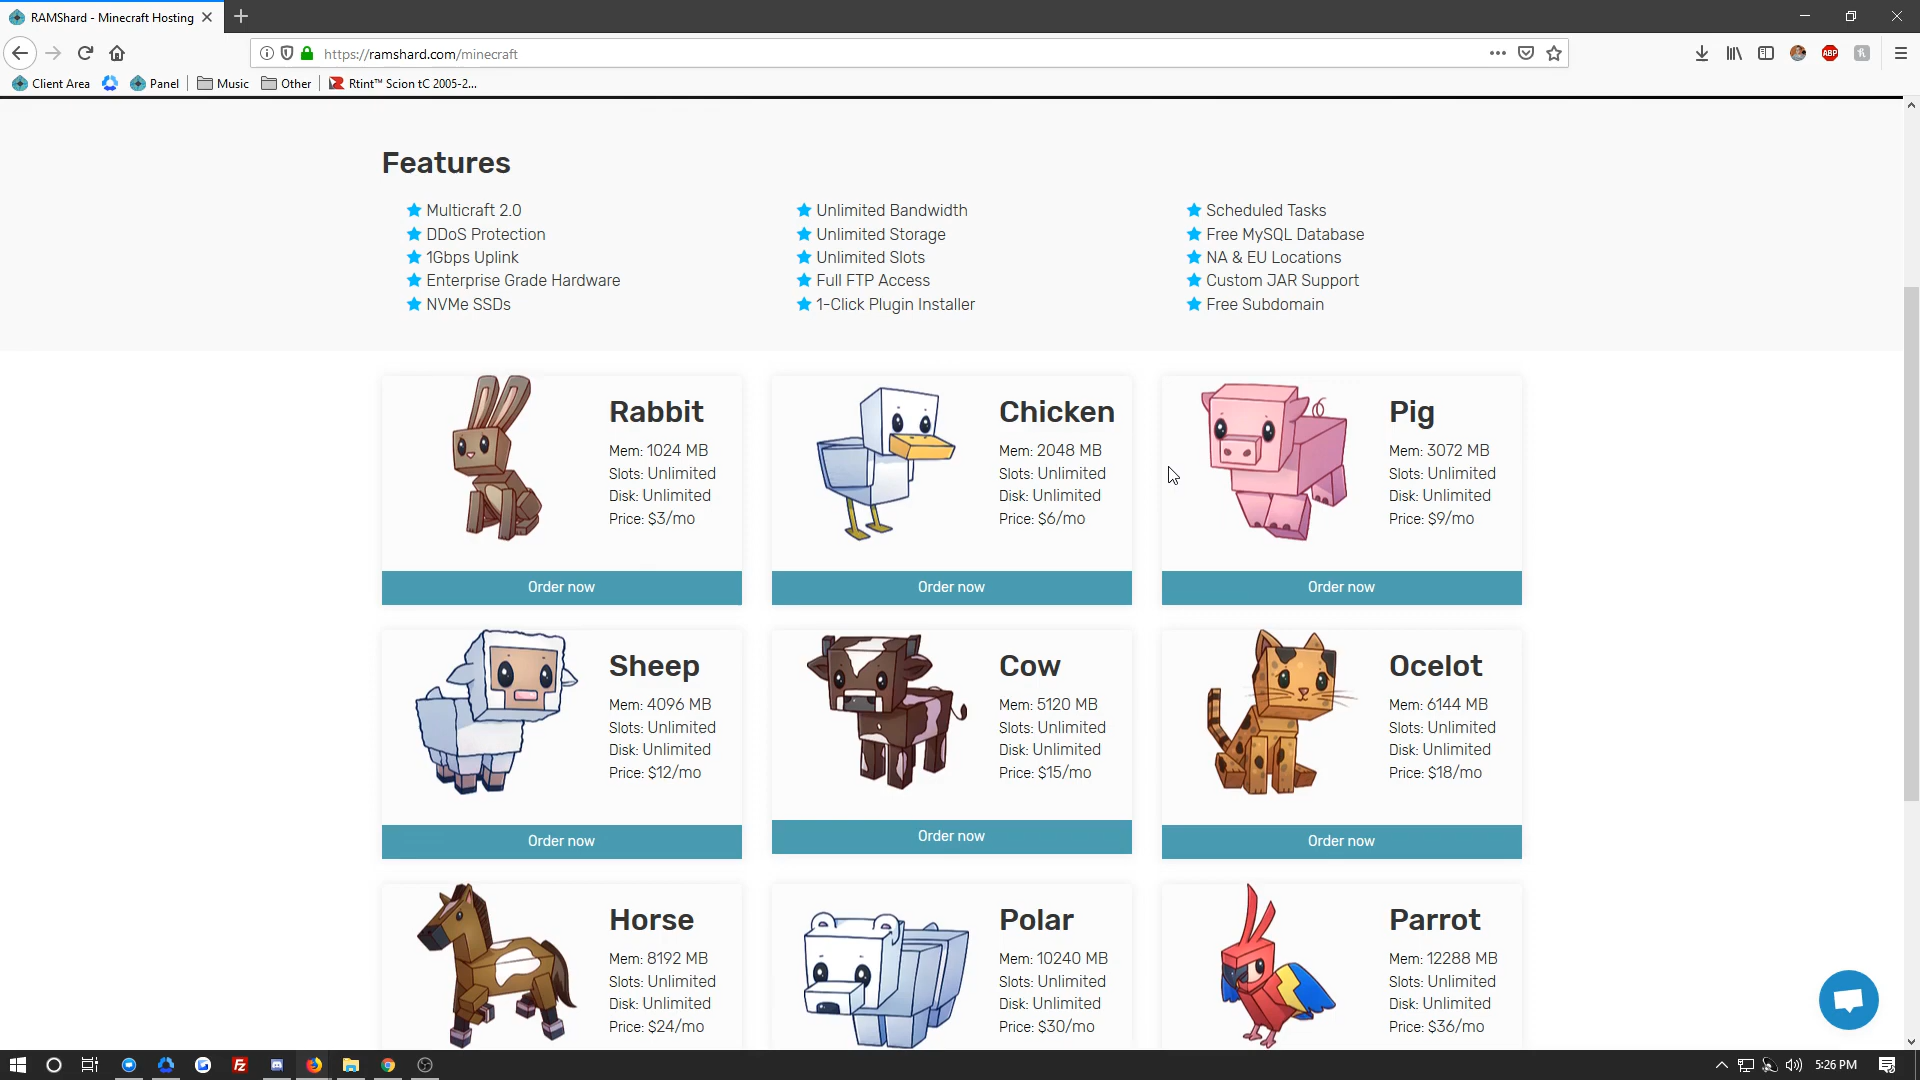 RAMShard - Minecraft Hosting
https://ramshard.com/minecraft
ABP
Client Area
Panel
Music
Other
Rtint™ Scion tC 2005-2...
Features
Multicraft 2.0
DDoS Protection
1Gbps Uplink
Enterprise Grade Hardware
NVMe SSDs
Unlimited Bandwidth
Unlimited Storage
Unlimited Slots
Full FTP Access
1-Click Plugin Installer
Scheduled Tasks
Free MySQL Database
NA & EU Locations
Custom JAR Support
Free Subdomain
Rabbit
Mem: 1024 MB
Slots: Unlimited
Disk: Unlimited
Price: $3/mo
Order now
Chicken
Mem: 2048 MB
Slots: Unlimited
Disk: Unlimited
Price: $6/mo
Order now
Pig
Mem: 3072 MB
Slots: Unlimited
Disk: Unlimited
Price: $9/mo
Order now
Sheep
Mem: 4096 MB
Slots: Unlimited
Disk: Unlimited
Price: $12/mo
Order now
Cow
Mem: 5120 MB
Slots: Unlimited
Disk: Unlimited
Price: $15/mo
Order now
Ocelot
Mem: 6144 MB
Slots: Unlimited
Disk: Unlimited
Price: $18/mo
Order now
Horse
Mem: 8192 MB
Slots: Unlimited
Disk: Unlimited
Price: $24/mo
Polar
Mem: 10240 MB
Slots: Unlimited
Disk: Unlimited
Price: $30/mo
Parrot
Mem: 12288 MB
Slots: Unlimited
Disk: Unlimited
Price: $36/mo
Fz
5:26 PM